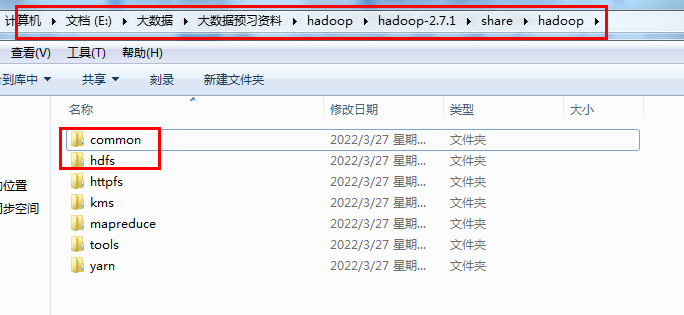 计算机 ▸ 文档 (E:) ▸ 大数据 ▸ 大数据预习资料 ▸ hadoop ▸ hadoop-2.7.1 ▸ share ▸ hadoop ▸
查看(V) 工具(T) 帮助(H)
到库中 共享 刻录 新建文件夹
名称 修改日期 类型 大小
common 2022/3/27 星期... 文件夹
hdfs 2022/3/27 星期... 文件夹
的位置 httpfs 2022/3/27 星期... 文件夹
同步空间 kms 2022/3/27 星期... 文件夹
mapreduce 2022/3/27 星期... 文件夹
tools 2022/3/27 星期... 文件夹
yarn 2022/3/27 星期... 文件夹